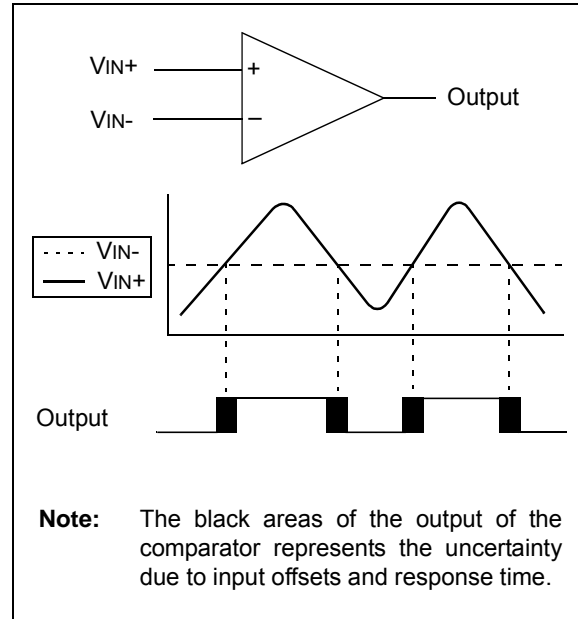 VIN+
+
Output
VIN-
–
VIN-
VIN+
Output
Note: The black areas of the output of the
comparator represents the uncertainty
due to input offsets and response time.